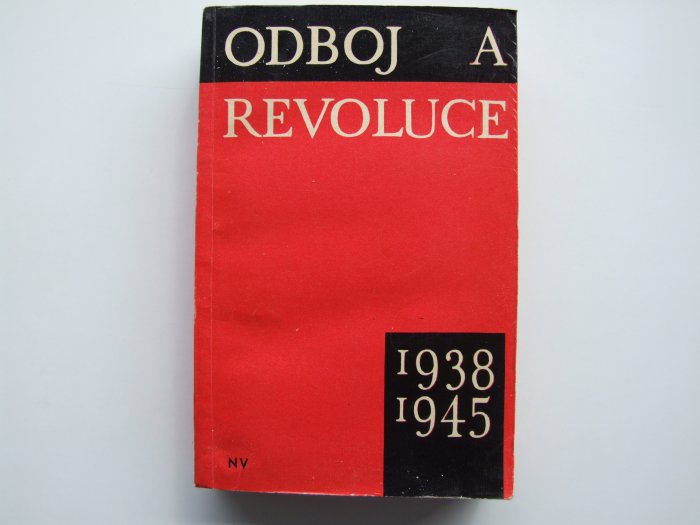 ODBOJ A
REVOLUCE
1938
1945
NV